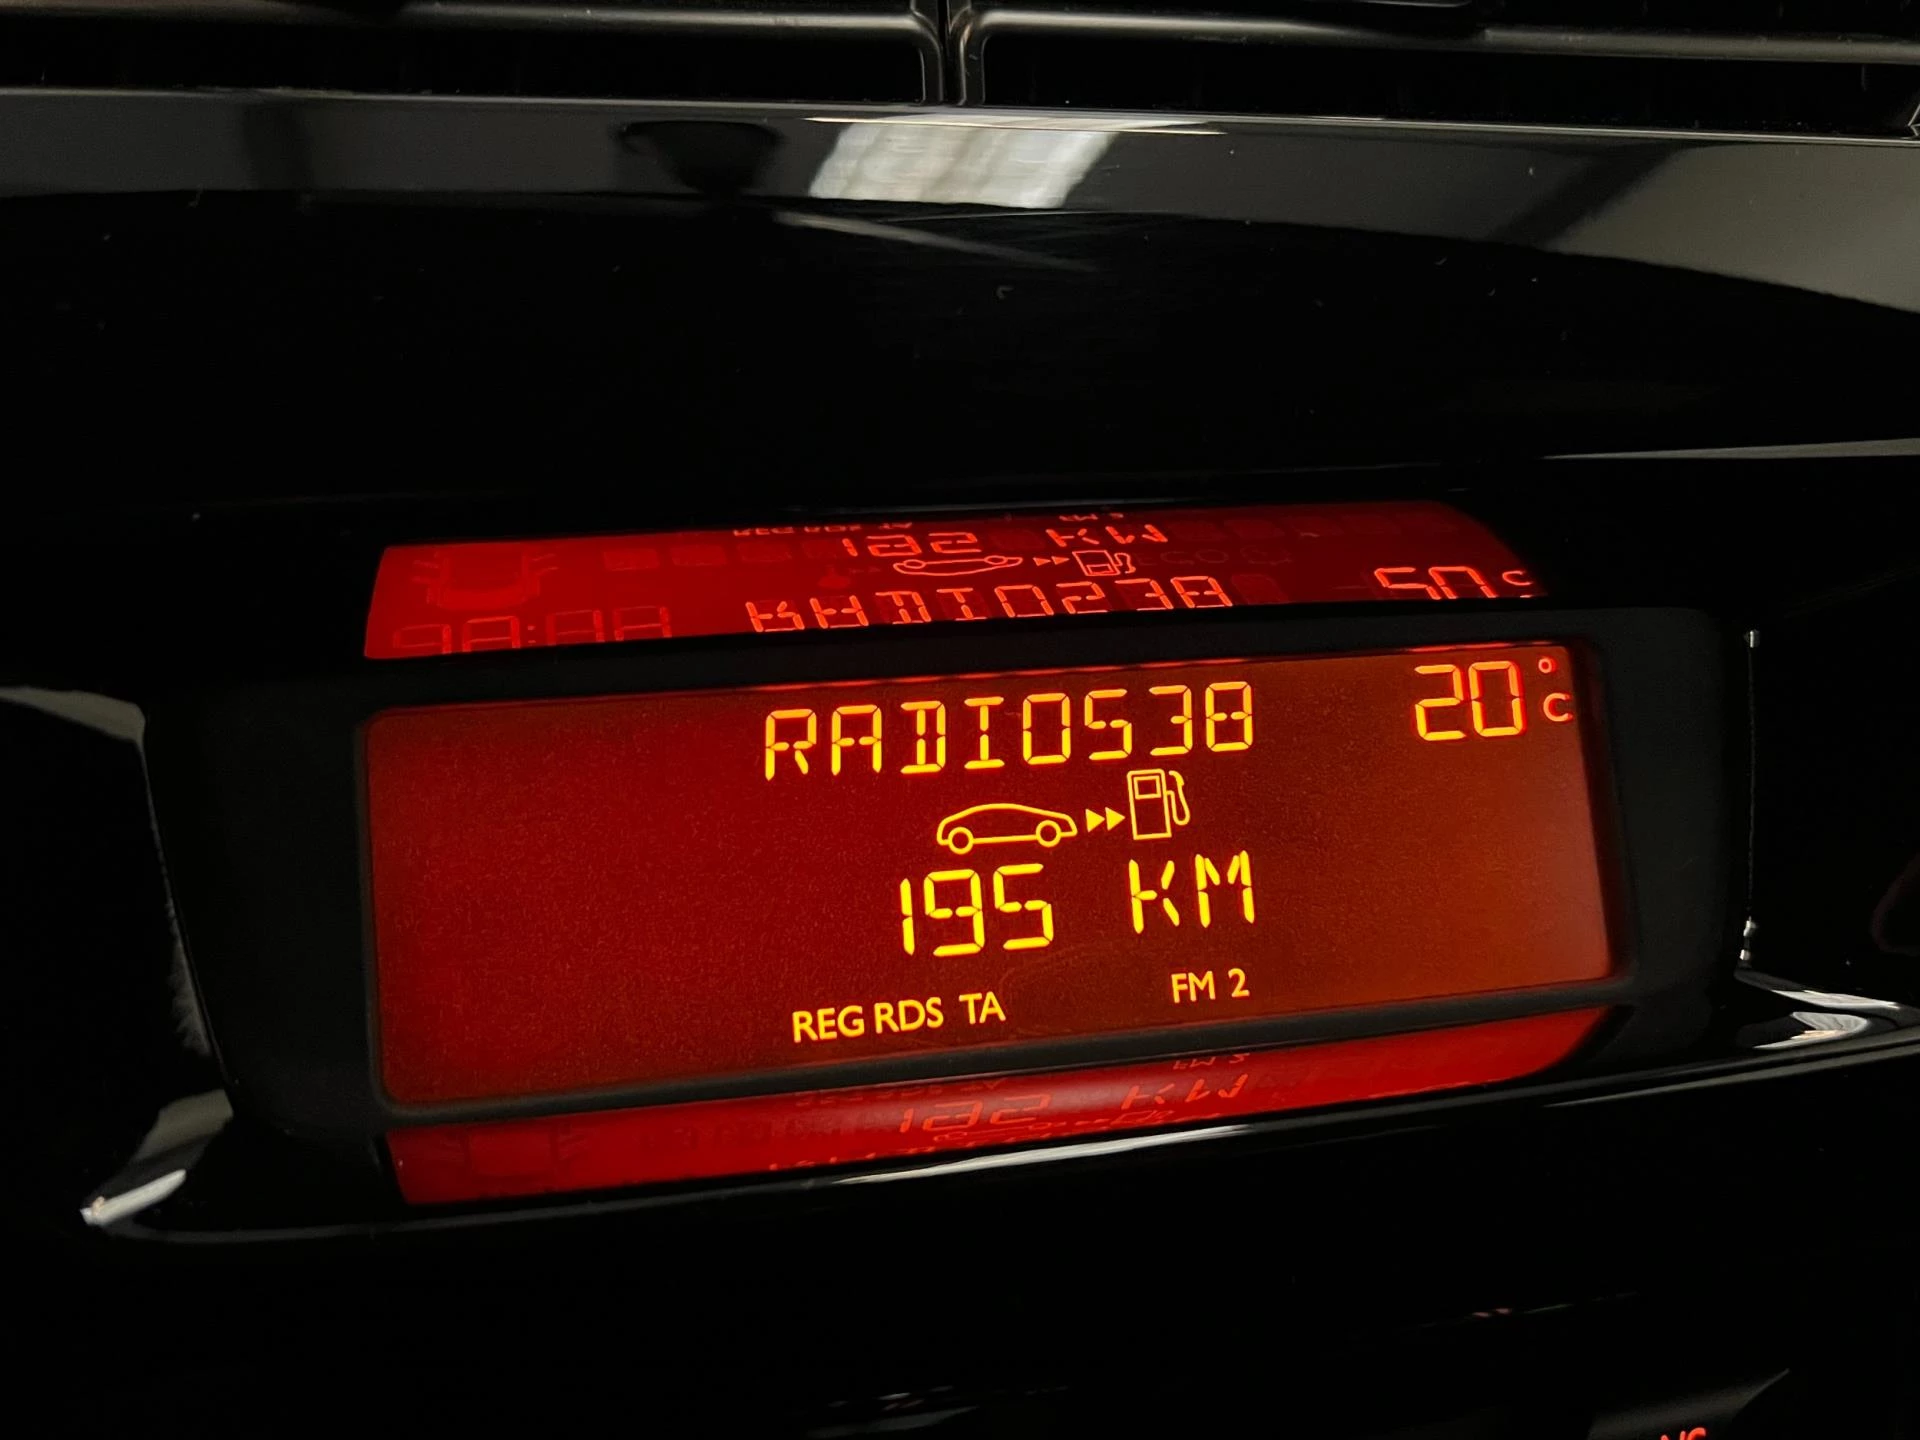 RADIO538 20°C
195 KM
REG RDS TA FM 2